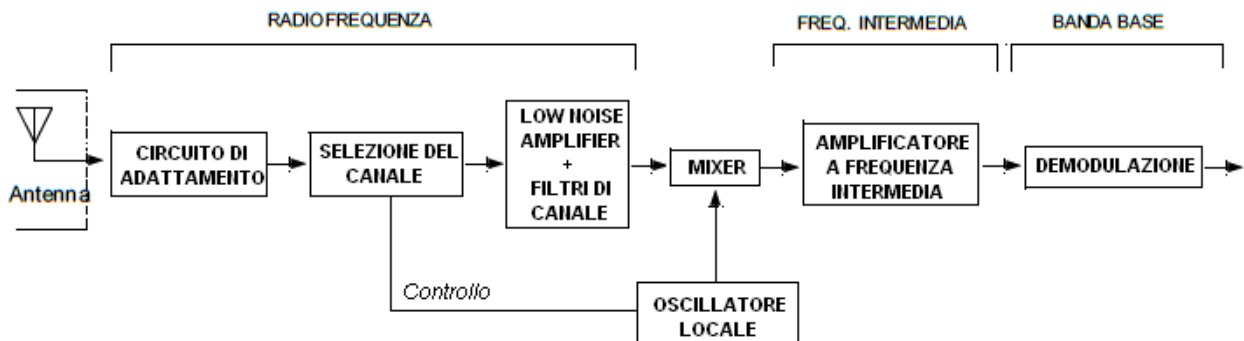 RADIOFREQUENZA
FREQ. INTERMEDIA
BANDA BASE
Antenna
CIRCUITO DI
ADATTAMENTO
SELEZIONE DEL
CANALE
LOW NOISE
AMPLIFIER
+
FILTRI DI
CANALE
MIXER
AMPLIFICATORE
A FREQUENZA
INTERMEDIA
DEMODULAZIONE
Controllo
OSCILLATORE
LOCALE